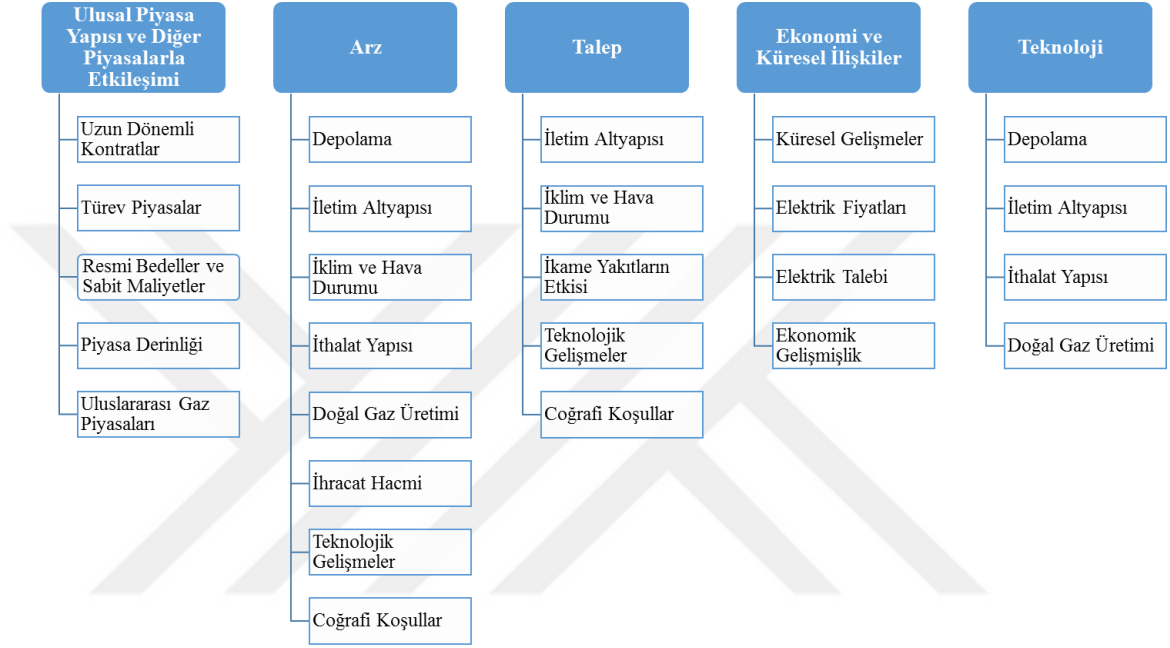 Ulusal Piyasa
Yapısı ve Diğer
Piyasalarla
Etkileşimi
Uzun Dönemli
Kontratlar
Türev Piyasalar
Resmi Bedeller ve
Sabit Maliyetler
Piyasa Derinliği
Uluslararası Gaz
Piyasaları
Arz
Depolama
İletim Altyapısı
İklim ve Hava
Durumu
İthalat Yapısı
Doğal Gaz Üretimi
İhracat Hacmi
Teknolojik
Gelişmeler
Coğrafi Koşullar
Talep
İletim Altyapısı
İklim ve Hava
Durumu
İkame Yakıtların
Etkisi
Teknolojik
Gelişmeler
Coğrafi Koşullar
Ekonomi ve
Küresel İlişkiler
Küresel Gelişmeler
Elektrik Fiyatları
Elektrik Talebi
Ekonomik
Gelişmişlik
Teknoloji
Depolama
İletim Altyapısı
İthalat Yapısı
Doğal Gaz Üretimi